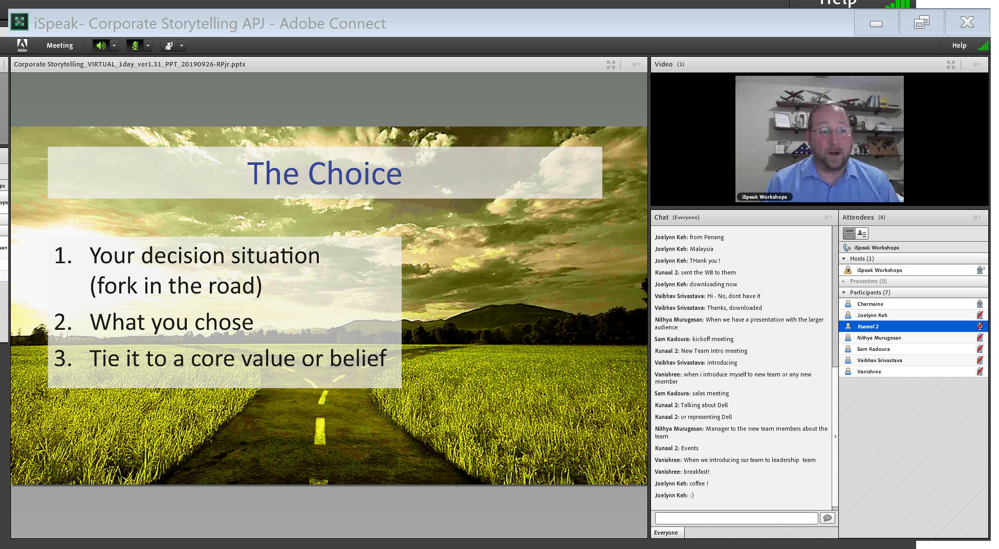 Help
iSpeak- Corporate Storytelling APJ - Adobe Connect
Adobe
Meeting
Help
Corporate Storytelling_VIRTUAL_1day_ver1.31_PPT_20190926-RPjr.pptx
The Choice
1. Your decision situation
(fork in the road)
2. What you chose
3. Tie it to a core value or belief
Video (1)
iSpeak Workshops
Chat (Everyone)
Joelynn Keh: from Penang
Joelynn Keh: Malaysia
Joelynn Keh: THank you !
Kunaal 2: sent the WB to them
Joelynn Keh: downloading now
Vaibhav Srivastava: Hi - No, dont have it
Vaibhav Srivastava: Thanks, downloaded
Nithya Murugesan: When we have a presentation with the larger
audience
Sam Kadoura: kickoff meeting
Kunaal 2: New Team Intro meeting
Vaibhav Srivastava: introducing
Vanishree: when i introduce myself to new team or any new
member
Sam Kadoura: sales meeting
Kunaal 2: Talking about Dell
Kunaal 2: or representing Dell
Nithya Murugesan: Manager to the new team members about the
team
Kunaal 2: Events
Vanishree: When we introducing our team to leadership team
Vanishree: breakfast!
Joelynn Keh: coffee !
Joelynn Keh: :)
Everyone
Attendees (8)
iSpeak Workshops
Hosts (1)
iSpeak Workshops
Presenters (0)
Participants (7)
Charmaine
Joelynn Keh
Kunaal 2
Nithya Murugesan
Sam Kadoura
Vaibhav Srivastava
Vanishree